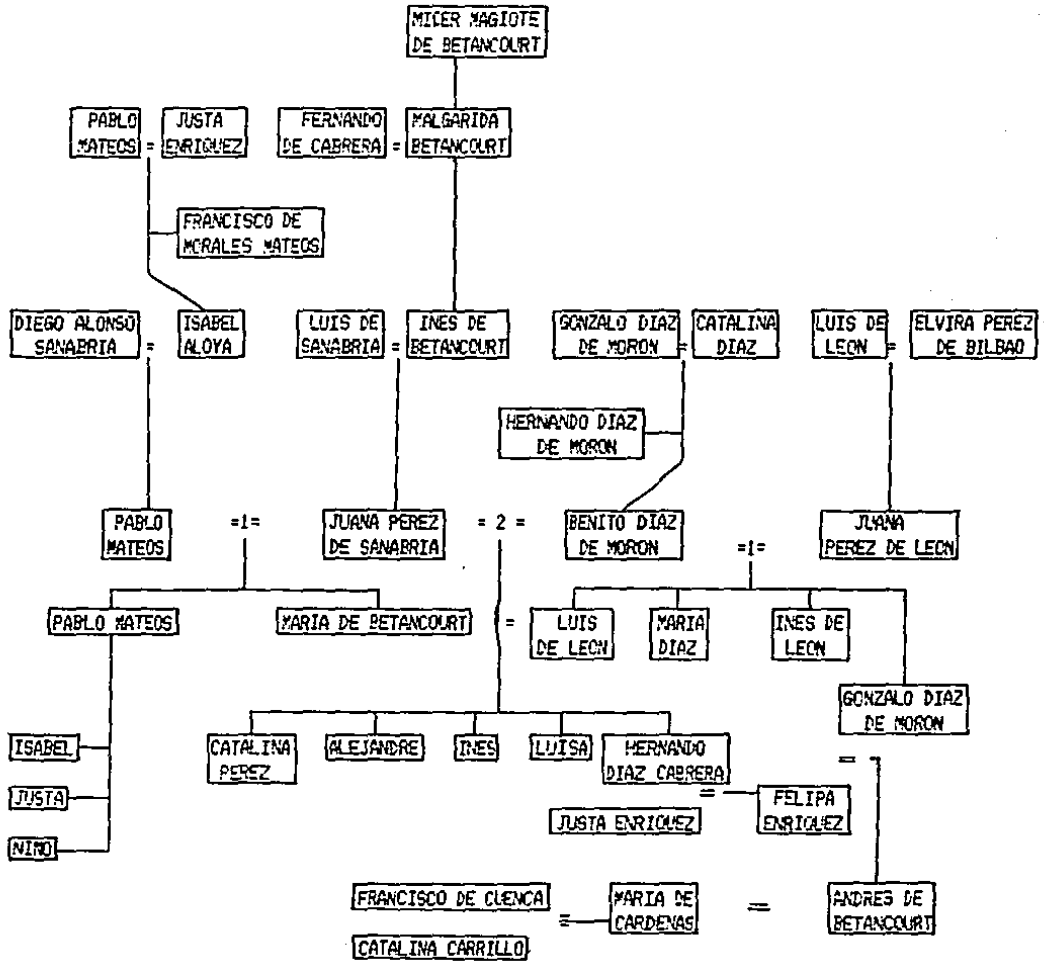 MICER MAGIOTE
DE BETANCOURT
PABLO
MATEOS
=
JUSTA
ENRIQUEZ
FERNANDO
DE CABRERA
=
MALGARIDA
BETANCOURT
FRANCISCO DE
MORALES MATEOS
DIEGO ALONSO
SANABRIA
=
ISABEL
ALOYA
LUIS DE
SANABRIA
=
INES DE
BETANCOURT
GONZALO DIAZ
DE MORON
=
CATALINA
DIAZ
LUIS DE
LEON
=
ELVIRA PEREZ
DE BILBAO
HERNANDO DIAZ
DE MORON
PABLO
MATEOS
=1=
JUANA PEREZ
DE SANABRIA
= 2 =
BENITO DIAZ
DE MORON
=1=
JUANA
PEREZ DE LEON
PABLO MATEOS
MARIA DE BETANCOURT
=
LUIS
DE LEON
MARIA
DIAZ
INES DE
LEON
GONZALO DIAZ
DE MORON
=
ISABEL
JUSTA
NIÑO
CATALINA
PEREZ
ALEJANDRE
INES
LUISA
HERNANDO
DIAZ CABRERA
=
FELIPA
ENRIQUEZ
JUSTA ENRIQUEZ
FRANCISCO DE CUENCA
=
CATALINA CARRILLO
MARIA DE
CARDENAS
=
ANDRES DE
BETANCOURT